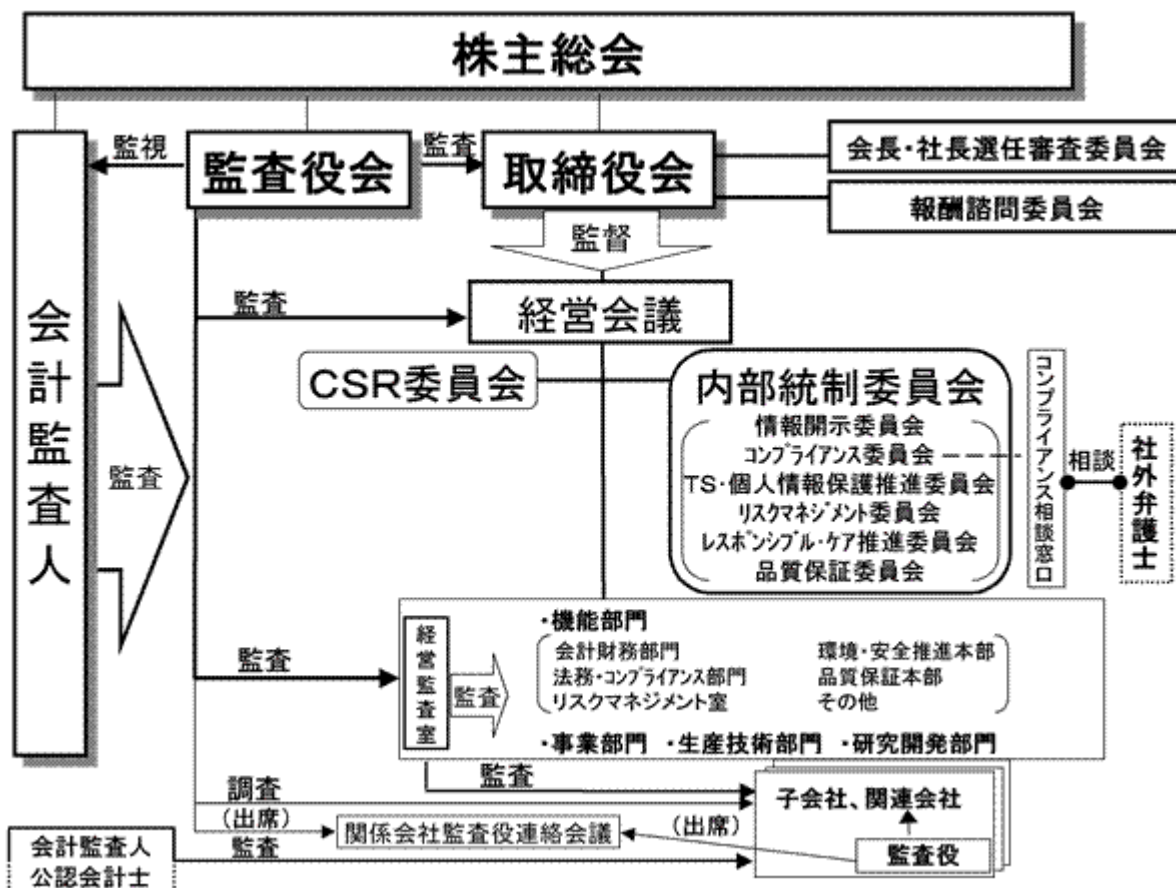 株主総会
監視
監査役会
監査
取締役会
会長・社長選任審査委員会
報酬諮問委員会
監督
会計監査人
監査
監査
経営会議
CSR委員会
内部統制委員会
情報開示委員会
コンプライアンス委員会
TS・個人情報保護推進委員会
リスクマネジメント委員会
レスポンシブル・ケア推進委員会
品質保証委員会
コンプライアンス相談窓口
相談
社外弁護士
監査
経営監査室
監査
・機能部門
会計財務部門
法務・コンプライアンス部門
リスクマネジメント室
環境・安全推進本部
品質保証本部
その他
・事業部門 ・生産技術部門 ・研究開発部門
監査
調査
(出席)
関係会社監査役連絡会議
(出席)
子会社、関連会社
監査役
会計監査人
公認会計士
監査